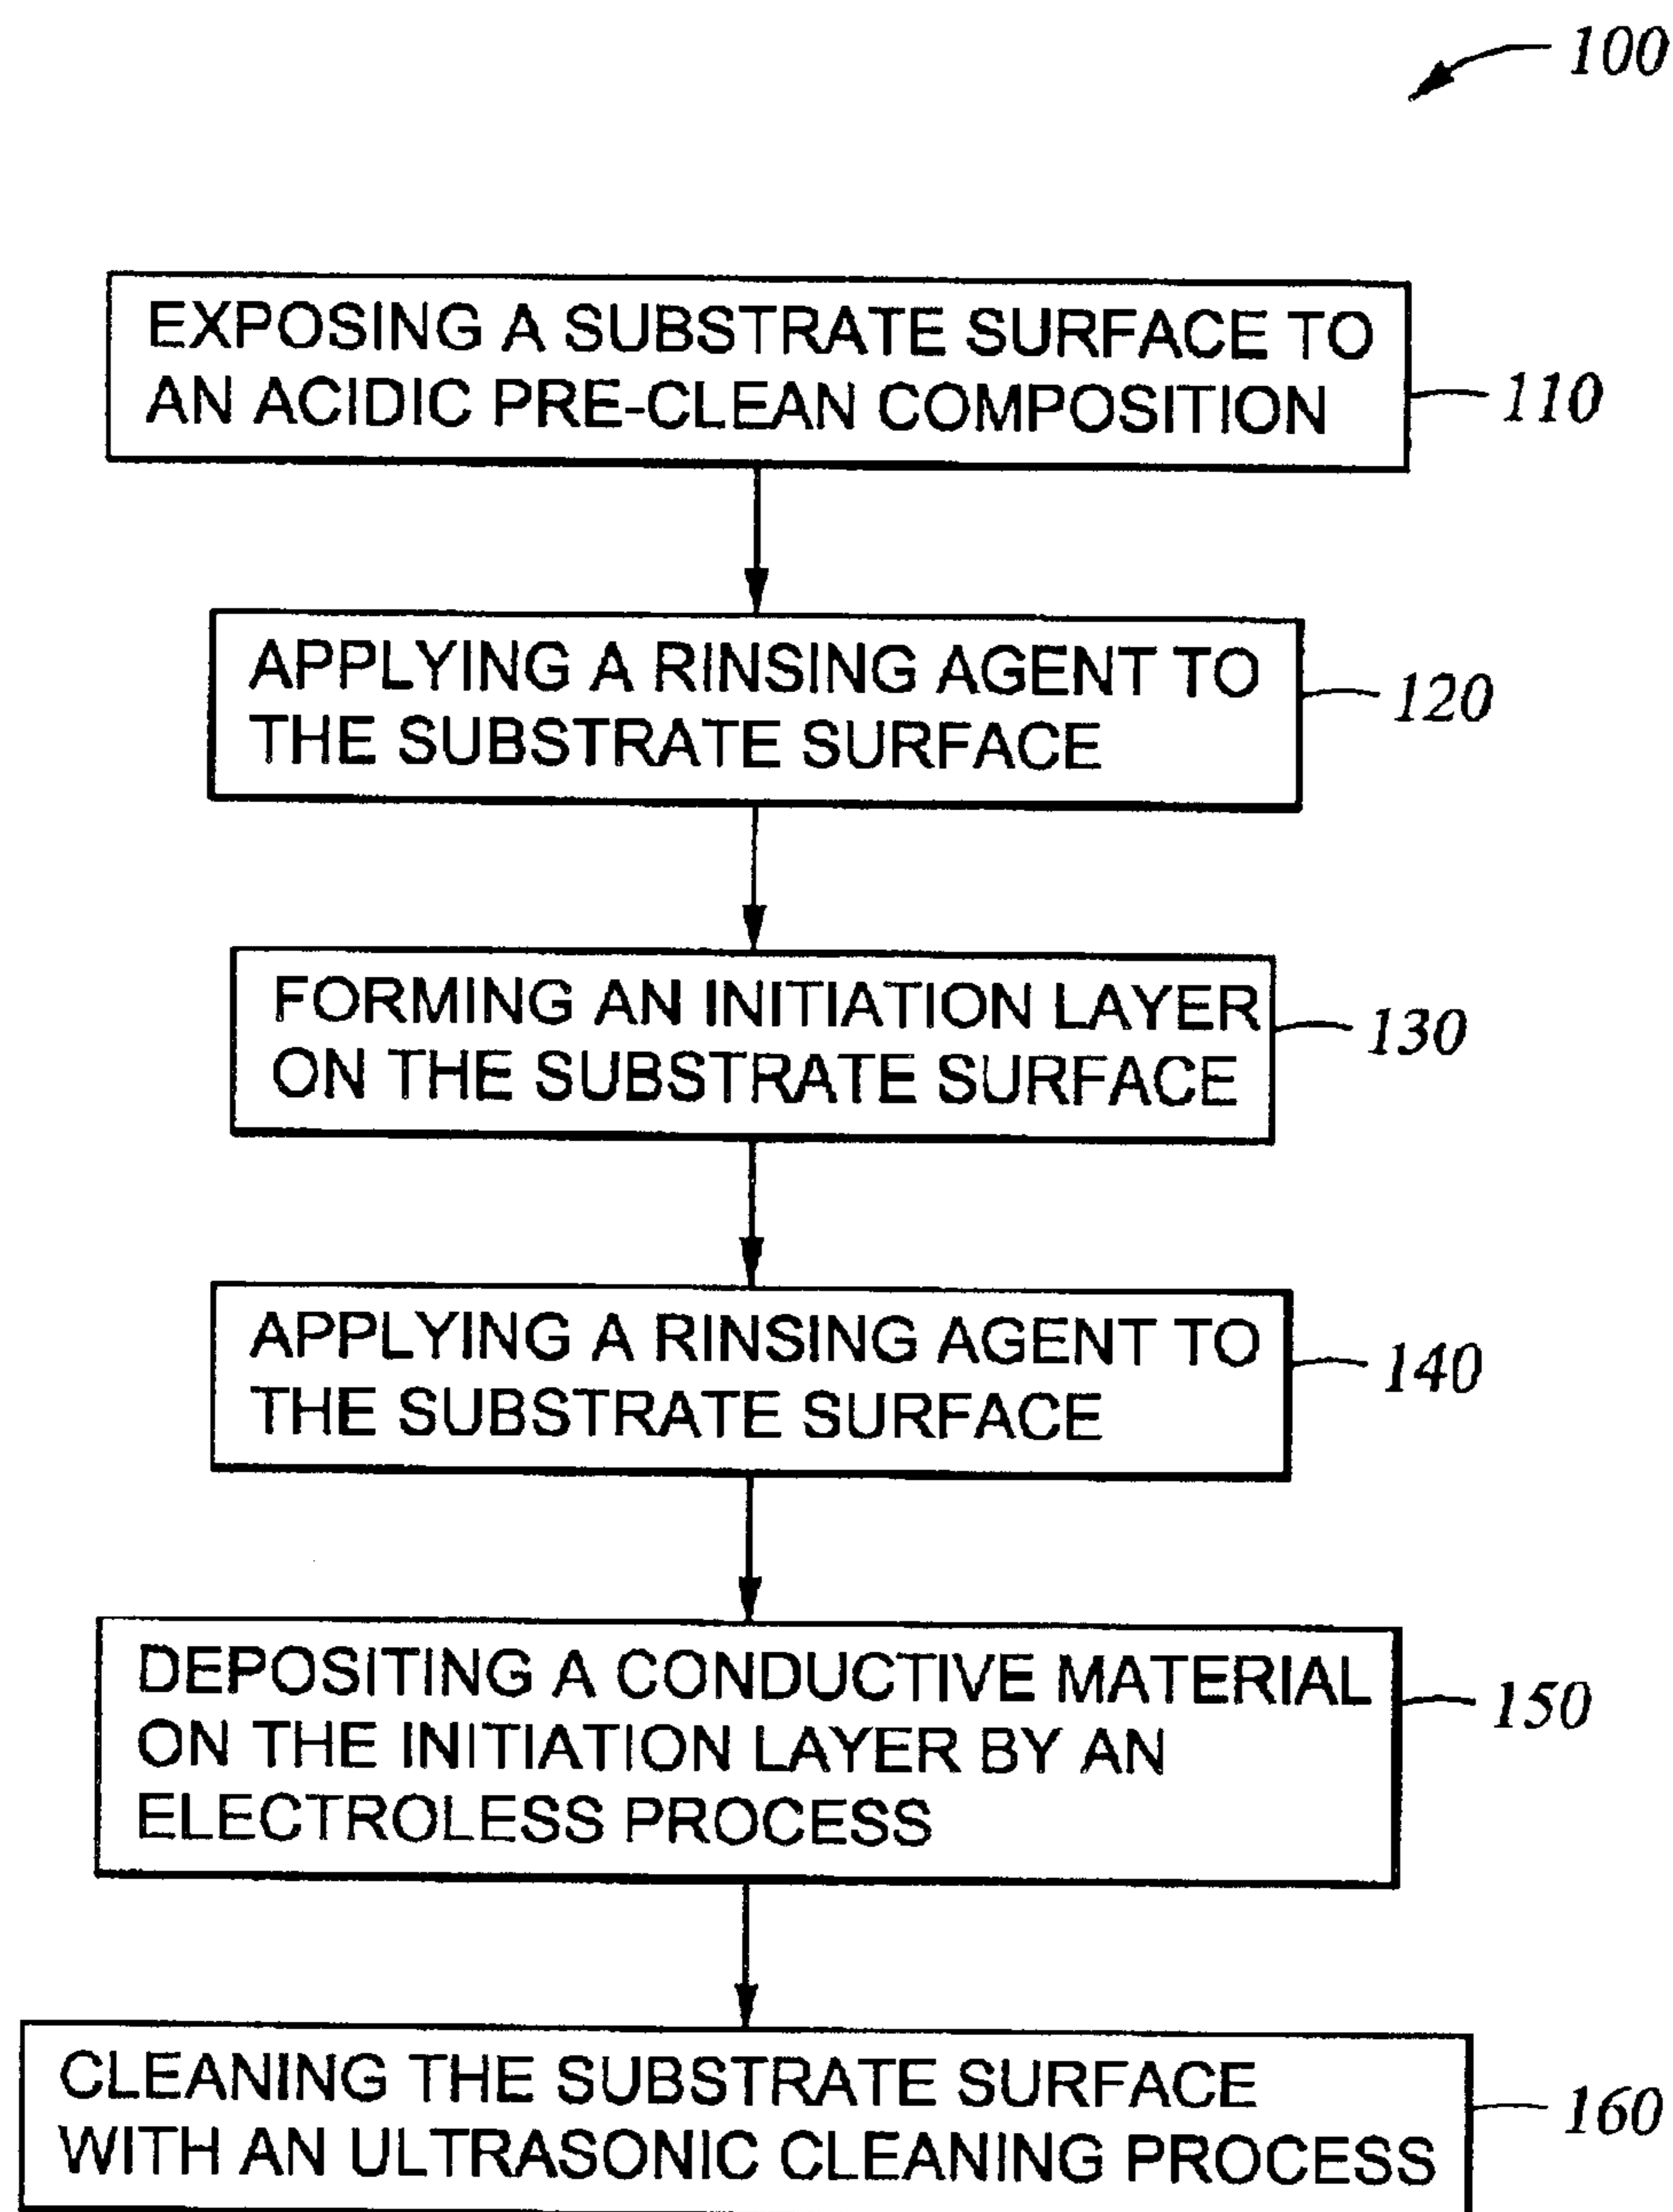 100
EXPOSING A SUBSTRATE SURFACE TO
AN ACIDIC PRE-CLEAN COMPOSITION
110
APPLYING A RINSING AGENT TO
THE SUBSTRATE SURFACE
120
FORMING AN INITIATION LAYER
ON THE SUBSTRATE SURFACE
130
APPLYING A RINSING AGENT TO
THE SUBSTRATE SURFACE
140
DEPOSITING A CONDUCTIVE MATERIAL
ON THE INITIATION LAYER BY AN
ELECTROLESS PROCESS
150
CLEANING THE SUBSTRATE SURFACE
WITH AN ULTRASONIC CLEANING PROCESS
160